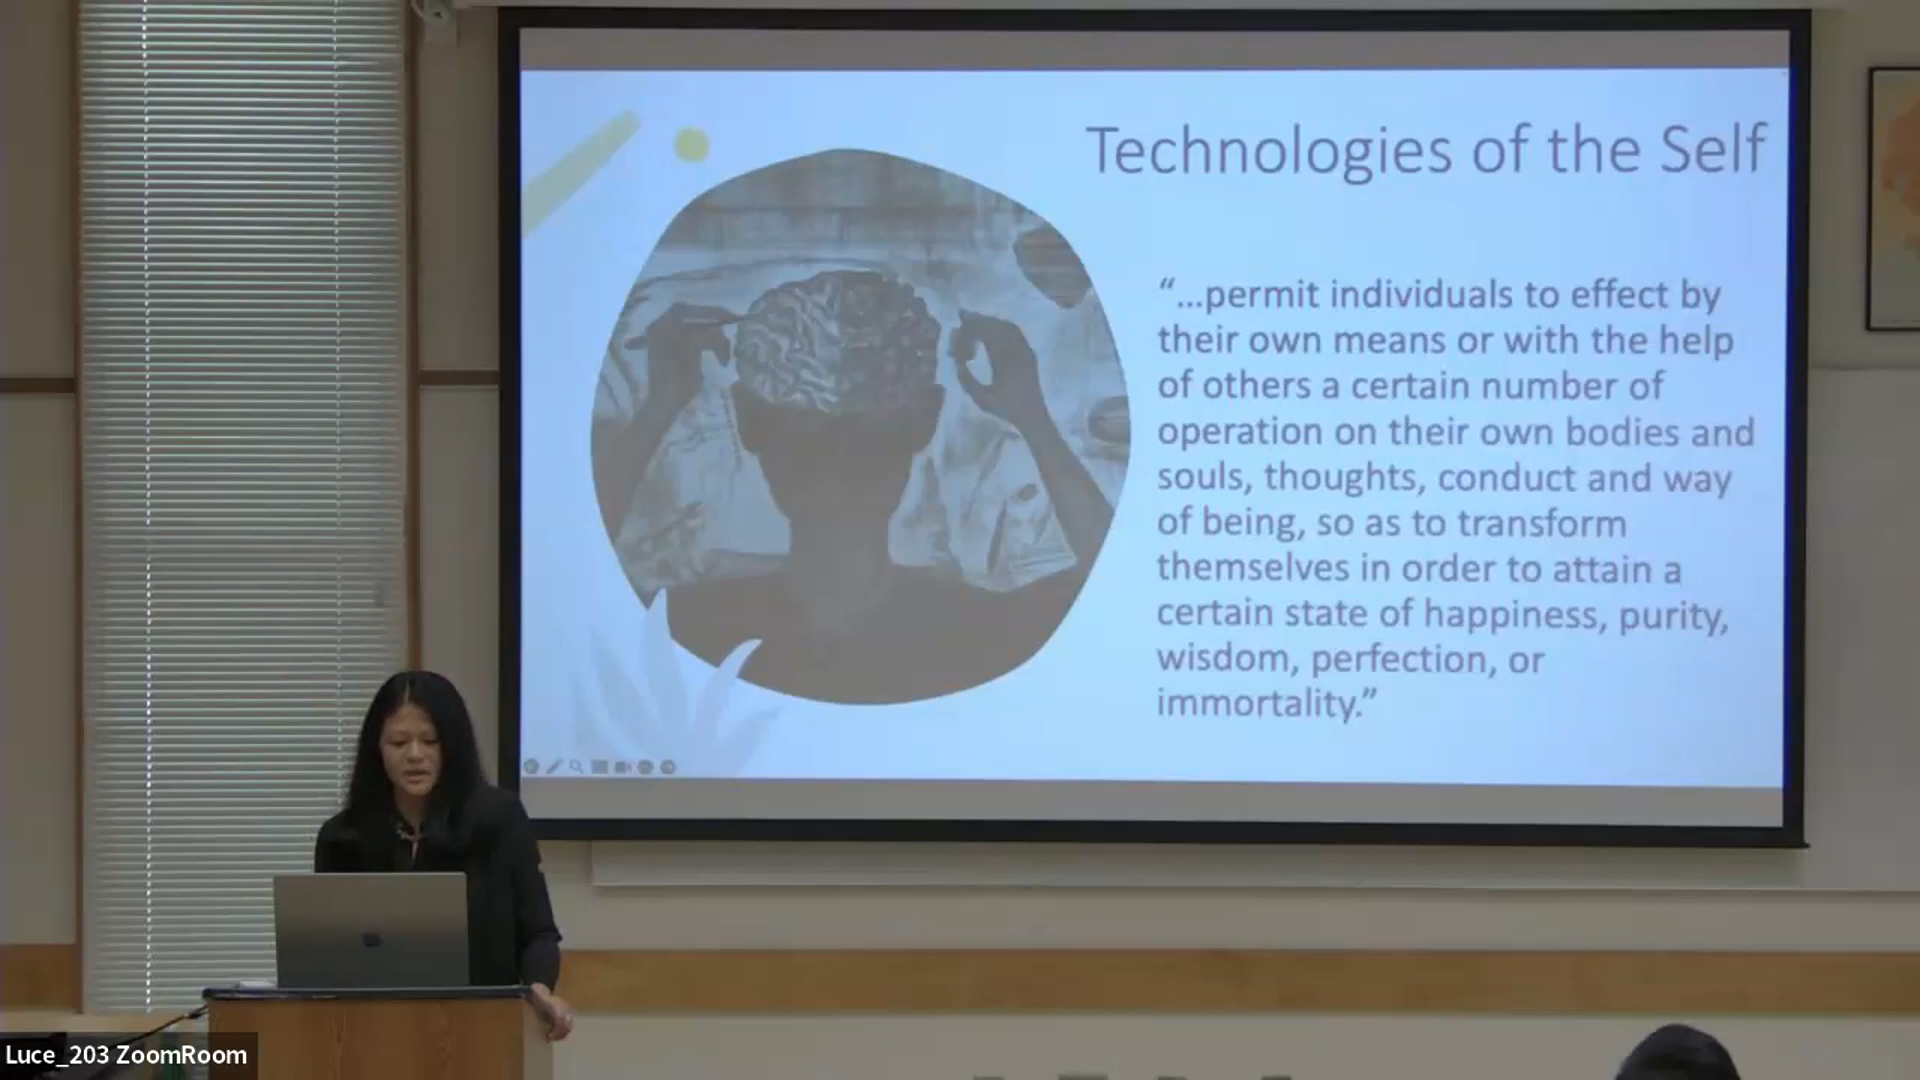 Technologies of the Self
“...permit individuals to effect by
their own means or with the help
of others a certain number of
operation on their own bodies and
souls, thoughts, conduct and way
of being, so as to transform
themselves in order to attain a
certain state of happiness, purity,
wisdom, perfection, or
immortality.”
Luce_203 ZoomRoom